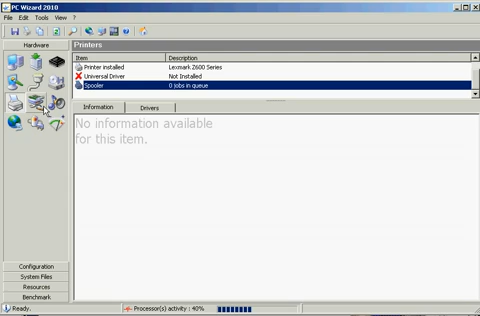 PC Wizard 2010
File Edit Tools View ?
Hardware
Printers
Item Description
Printer installed Lexmark Z600 Series
Universal Driver Not Installed
Spooler 0 jobs in queue
Information Drivers
No information available
for this item.
Configuration
System Files
Resources
Benchmark
Ready. Processor(s) activity : 40%